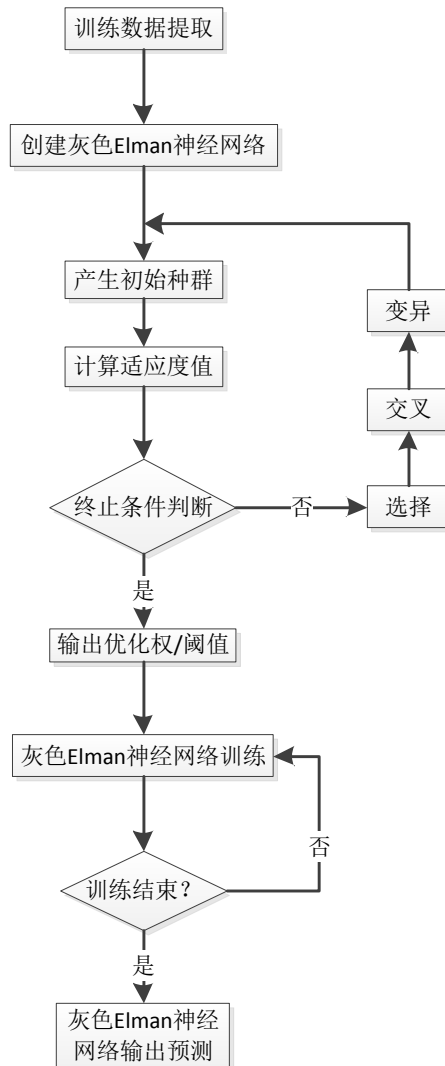 训练数据提取
创建灰色Elman神经网络
产生初始种群
变异
计算适应度值
交叉
终止条件判断
否
选择
是
输出优化权/阈值
灰色Elman神经网络训练
否
训练结束？
是
灰色Elman神经
网络输出预测